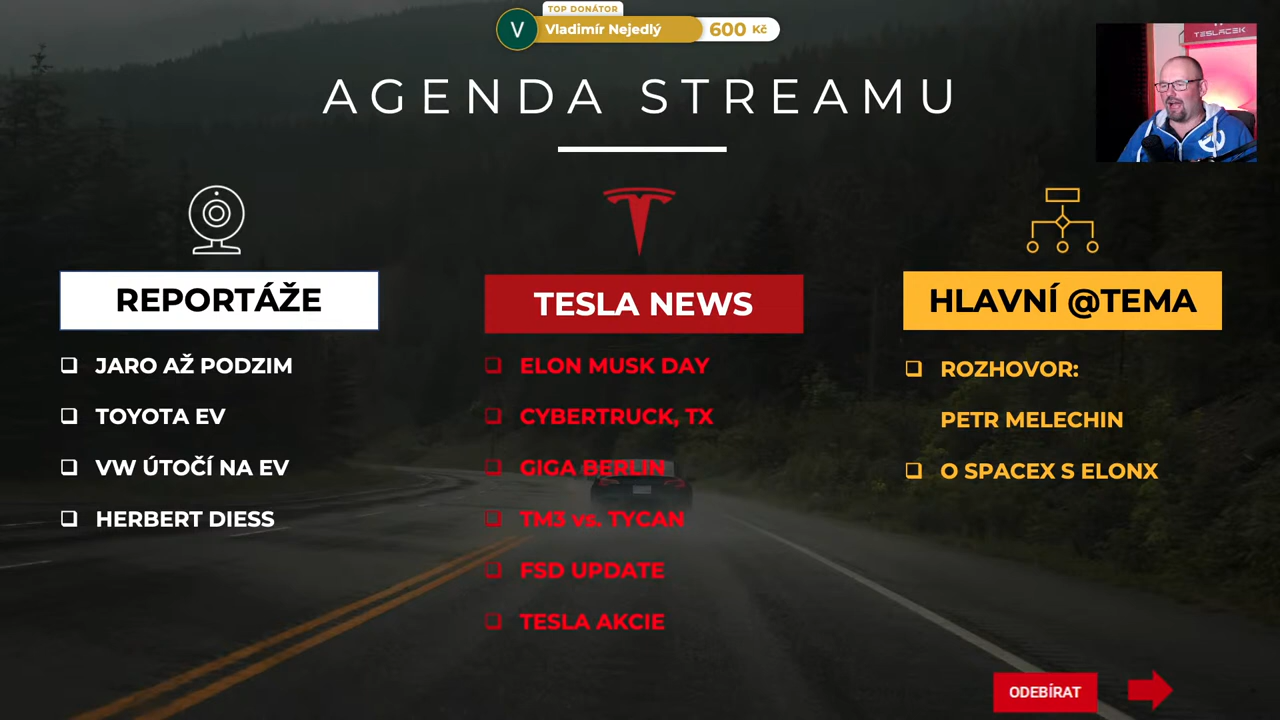 TOP DONÁTOR
V
Vladimír Nejedlý
600 Kč
TESLÁČEK
AGENDA STREAMU
REPORTÁŽE
JARO AŽ PODZIM
TOYOTA EV
VW ÚTOČÍ NA EV
HERBERT DIESS
TESLA NEWS
ELON MUSK DAY
CYBERTRUCK, TX
GIGA BERLIN
TM3 vs. TYCAN
FSD UPDATE
TESLA AKCIE
HLAVNÍ @TEMA
ROZHOVOR:
PETR MELECHIN
O SPACEX S ELONX
ODEBÍRAT